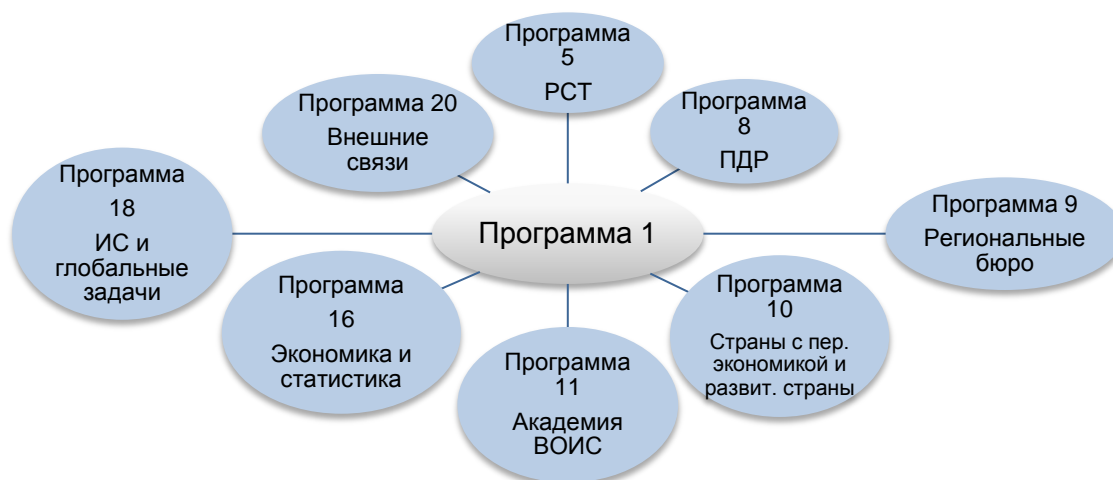 Программа
5
РСТ
Программа 20
Внешние
связи
Программа
8
ПДР
Программа
18
ИС и
глобальные
задачи
Программа 1
Программа 9
Региональные
бюро
Программа
16
Экономика и
статистика
Программа
11
Академия
ВОИС
Программа
10
Страны с пер.
экономикой и
развит. страны